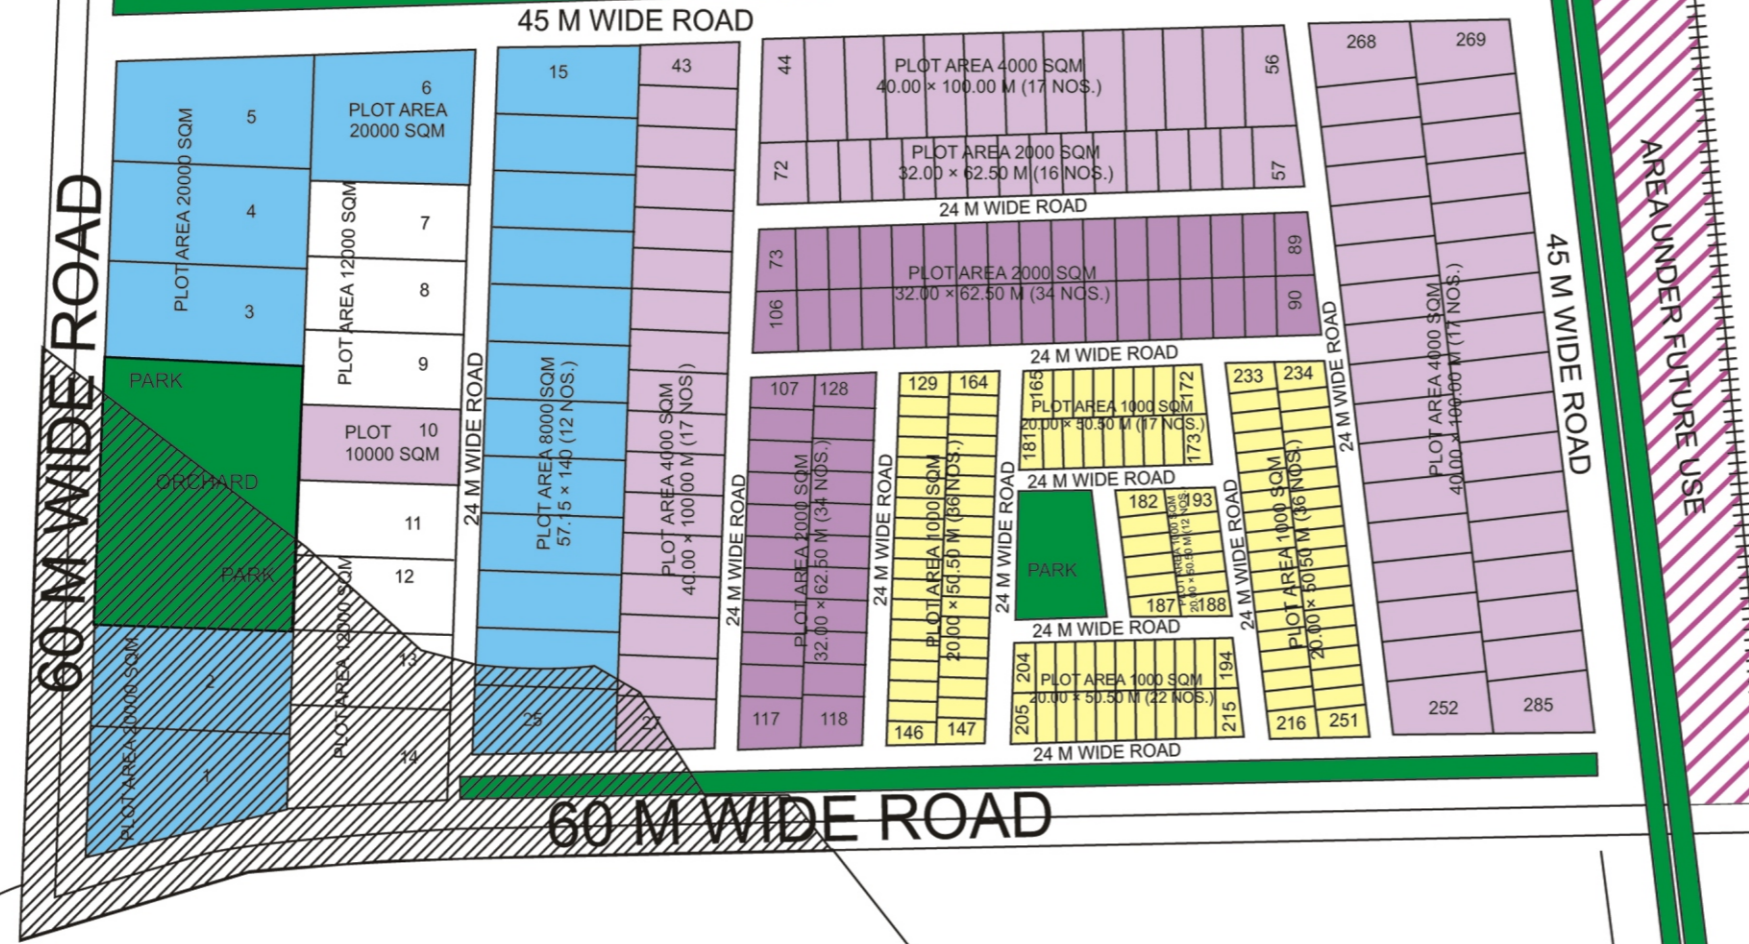 45 M WIDE ROAD
60 M WIDE ROAD
5
4
3
PLOT AREA 20000 SQM
6
PLOT AREA
20000 SQM
7
8
9
PLOT AREA 12000 SQM
PLOT 10
10000 SQM
11
12
13
14
PLOT AREA 12000 SQM
PARK
ORCHARD
PARK
2
1
PLOT AREA 20000 SQM
24 M WIDE ROAD
15
PLOT AREA 8000 SQM
57.15 × 140 (12 NOS.)
25
43
PLOT AREA 4000 SQM
40.00 × 100.00 M (17 NOS)
27
24 M WIDE ROAD
44
PLOT AREA 4000 SQM
40.00 × 100.00 M (17 NOS.)
56
72
PLOT AREA 2000 SQM
32.00 × 62.50 M (16 NOS.)
57
24 M WIDE ROAD
73
89
PLOT AREA 2000 SQM
32.00 × 62.50 M (34 NOS.)
106
90
24 M WIDE ROAD
107 128
PLOT AREA 2000 SQM
32.00 × 62.50 M (34 NOS.)
117 118
24 M WIDE ROAD
129 164
PLOT AREA 1000 SQM
20.00 × 50.50 M (36 NOS.)
146 147
24 M WIDE ROAD
165
172
PLOT AREA 1000 SQM
20.00 × 50.50 M (17 NOS.)
181
173
24 M WIDE ROAD
PARK
182 193
PLOT AREA 1000 SQM
20.00 × 50.50 M (12 NOS.
187 188
24 M WIDE ROAD
204
194
PLOT AREA 1000 SQM
20.00 × 50.50 M (22 NOS.)
205
215
24 M WIDE ROAD
24 M WIDE ROAD
233 234
PLOT AREA 1000 SQM
20.00 × 50.50 M (36 NOS.)
216 251
24 M WIDE ROAD
268 269
PLOT AREA 4000 SQM
40.00 × 100.00 M (17 NOS.)
252 285
45 M WIDE ROAD
AREA UNDER FUTURE USE
60 M WIDE ROAD